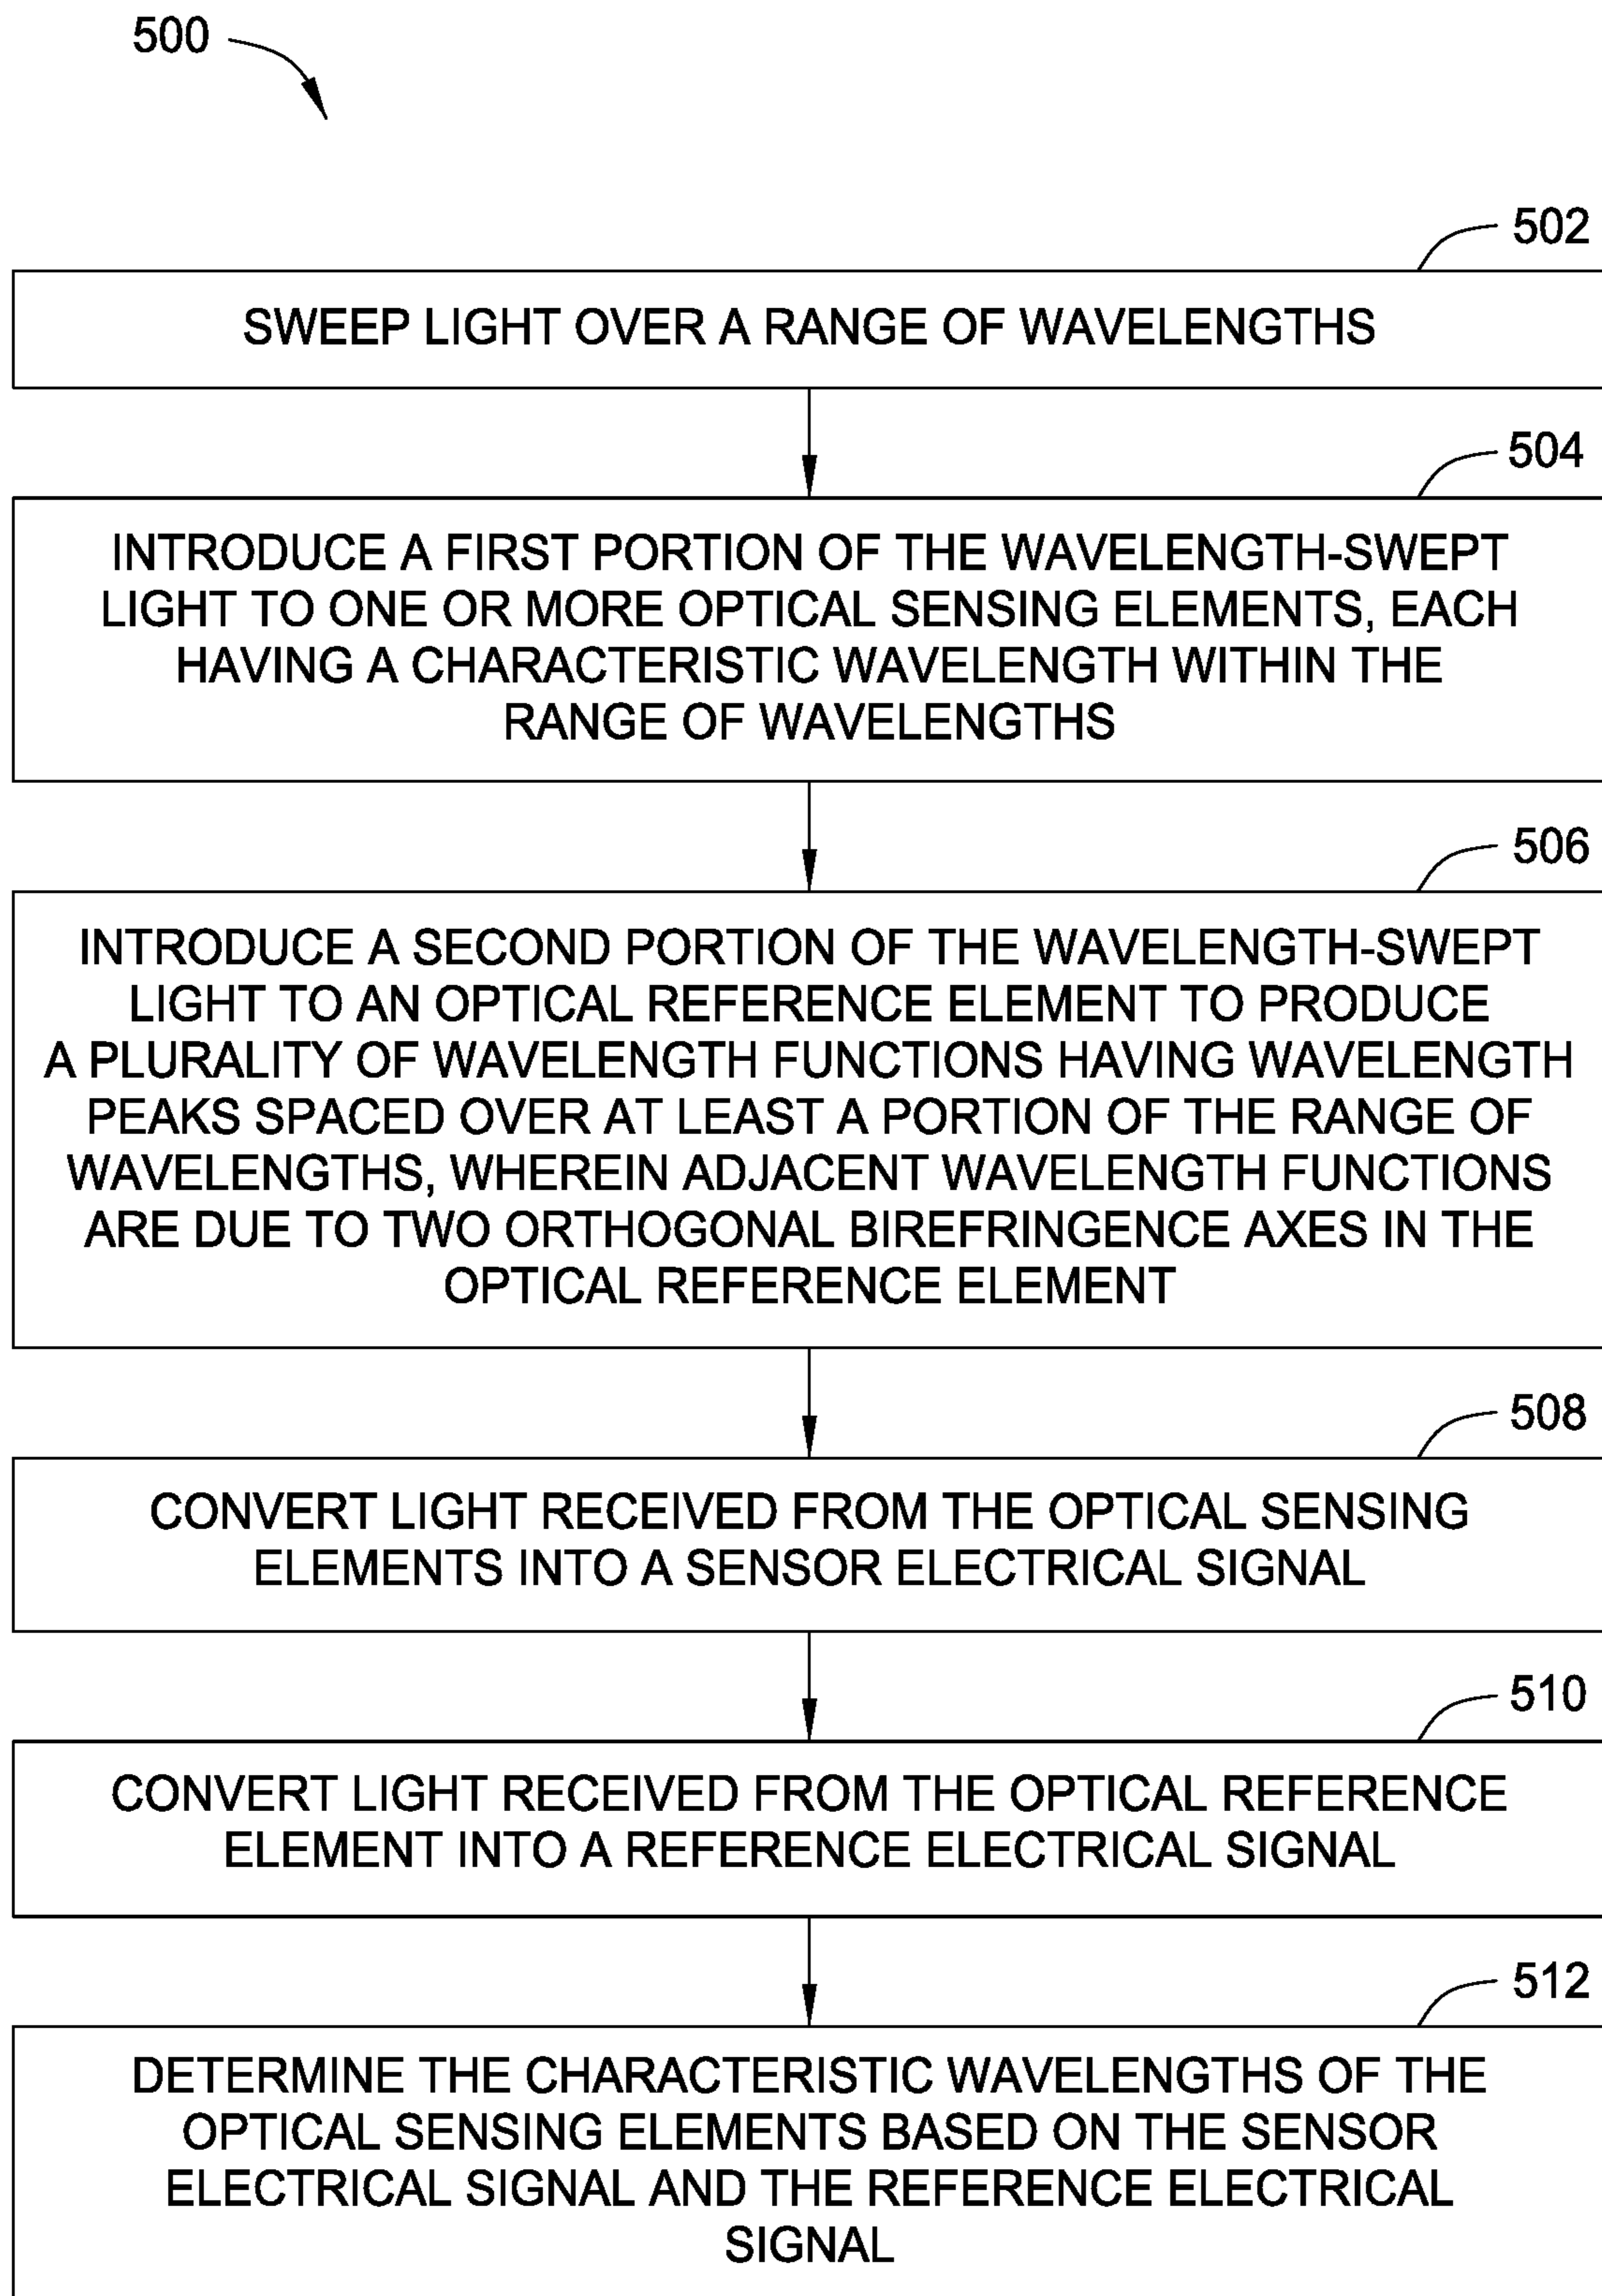 500
502
SWEEP LIGHT OVER A RANGE OF WAVELENGTHS
504
INTRODUCE A FIRST PORTION OF THE WAVELENGTH-SWEPT
LIGHT TO ONE OR MORE OPTICAL SENSING ELEMENTS, EACH
HAVING A CHARACTERISTIC WAVELENGTH WITHIN THE
RANGE OF WAVELENGTHS
506
INTRODUCE A SECOND PORTION OF THE WAVELENGTH-SWEPT
LIGHT TO AN OPTICAL REFERENCE ELEMENT TO PRODUCE
A PLURALITY OF WAVELENGTH FUNCTIONS HAVING WAVELENGTH
PEAKS SPACED OVER AT LEAST A PORTION OF THE RANGE OF
WAVELENGTHS, WHEREIN ADJACENT WAVELENGTH FUNCTIONS
ARE DUE TO TWO ORTHOGONAL BIREFRINGENCE AXES IN THE
OPTICAL REFERENCE ELEMENT
508
CONVERT LIGHT RECEIVED FROM THE OPTICAL SENSING
ELEMENTS INTO A SENSOR ELECTRICAL SIGNAL
510
CONVERT LIGHT RECEIVED FROM THE OPTICAL REFERENCE
ELEMENT INTO A REFERENCE ELECTRICAL SIGNAL
512
DETERMINE THE CHARACTERISTIC WAVELENGTHS OF THE
OPTICAL SENSING ELEMENTS BASED ON THE SENSOR
ELECTRICAL SIGNAL AND THE REFERENCE ELECTRICAL
SIGNAL